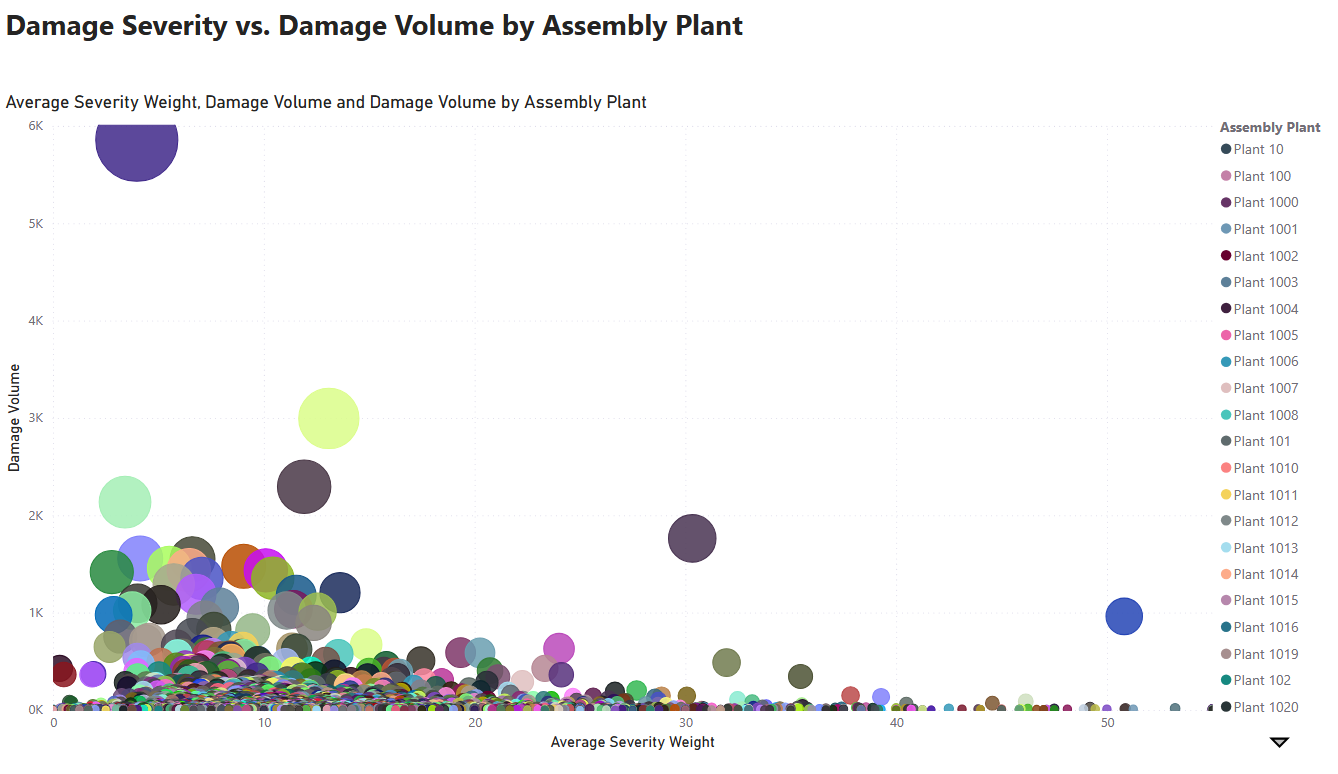 Damage Severity vs. Damage Volume by Assembly Plant
Average Severity Weight, Damage Volume and Damage Volume by Assembly Plant
6K
5K
4K
3K
2K
1K
0K
Damage Volume
0
10
20
30
40
50
Average Severity Weight
Assembly Plant
Plant 10
Plant 100
Plant 1000
Plant 1001
Plant 1002
Plant 1003
Plant 1004
Plant 1005
Plant 1006
Plant 1007
Plant 1008
Plant 101
Plant 1010
Plant 1011
Plant 1012
Plant 1013
Plant 1014
Plant 1015
Plant 1016
Plant 1019
Plant 102
Plant 1020